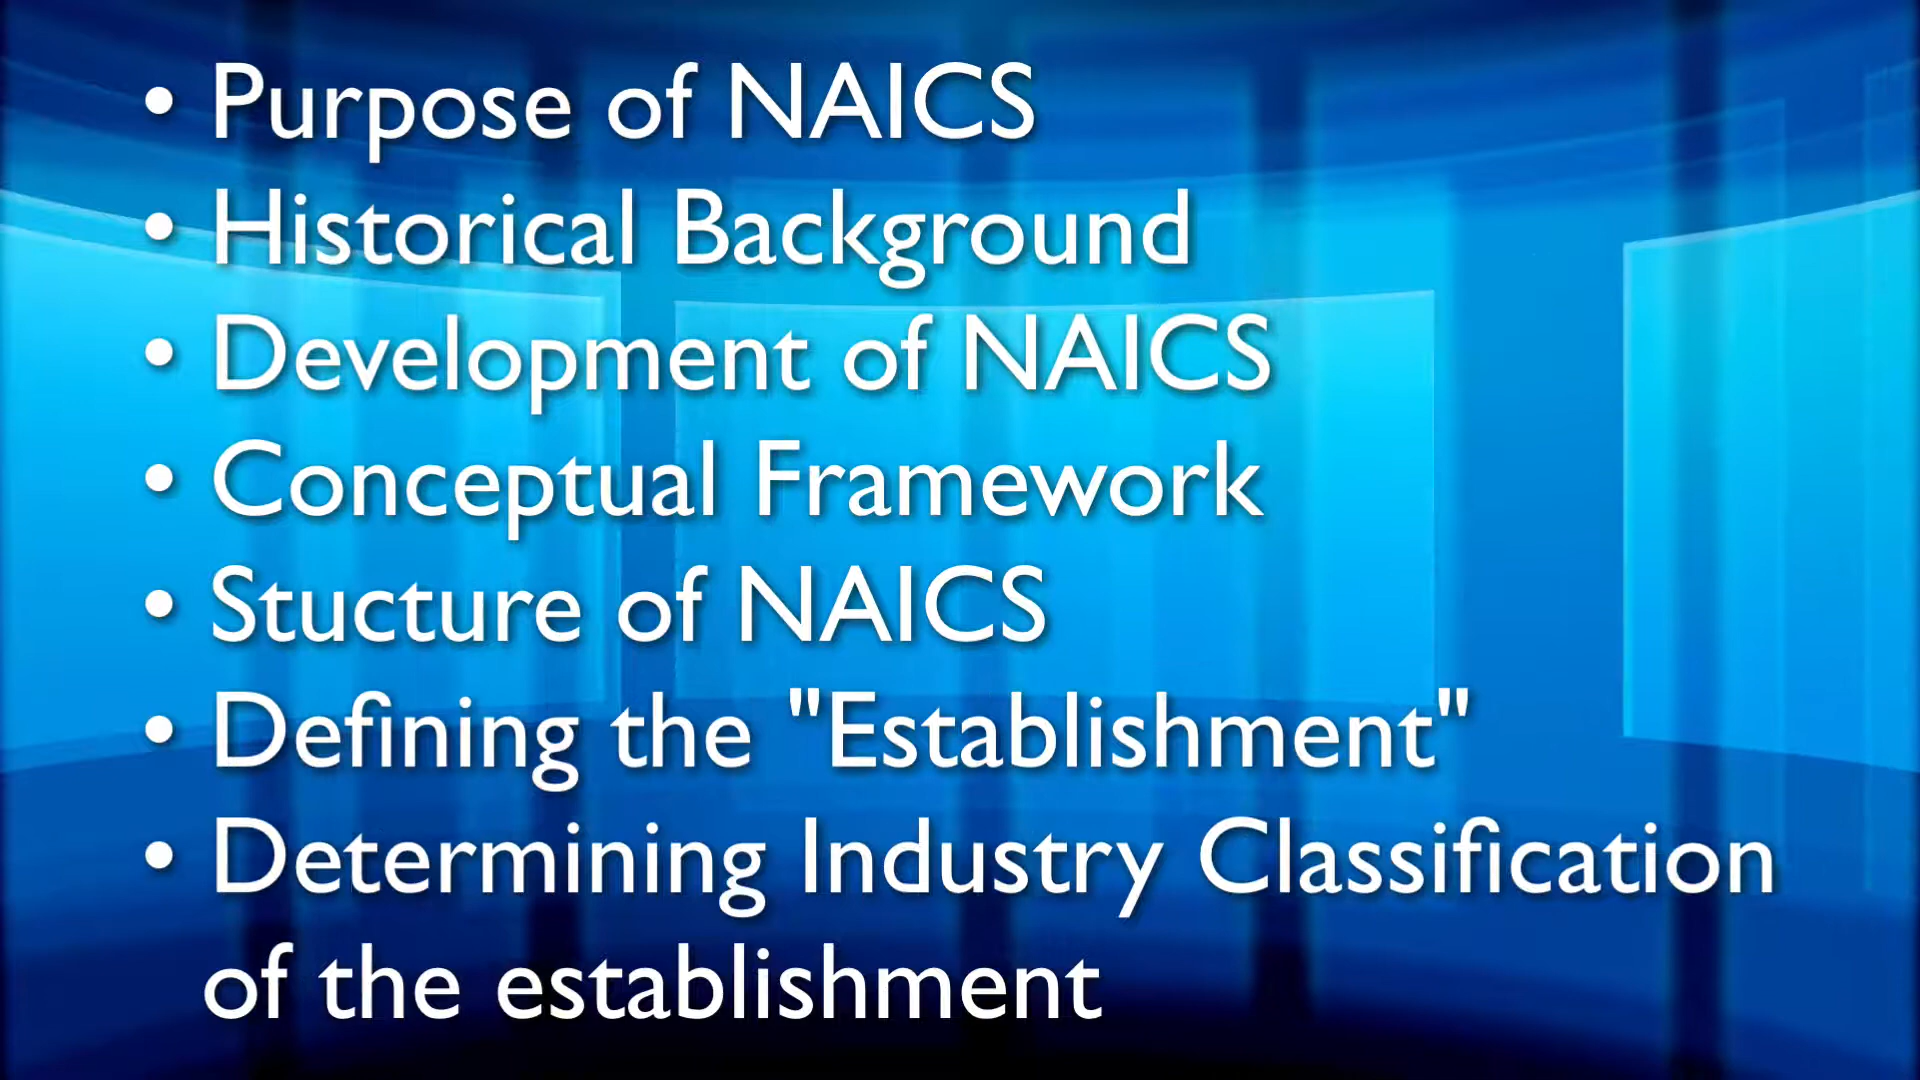 • Purpose of NAICS
• Historical Background
• Development of NAICS
• Conceptual Framework
• Stucture of NAICS
• Defining the "Establishment"
• Determining Industry Classification
of the establishment